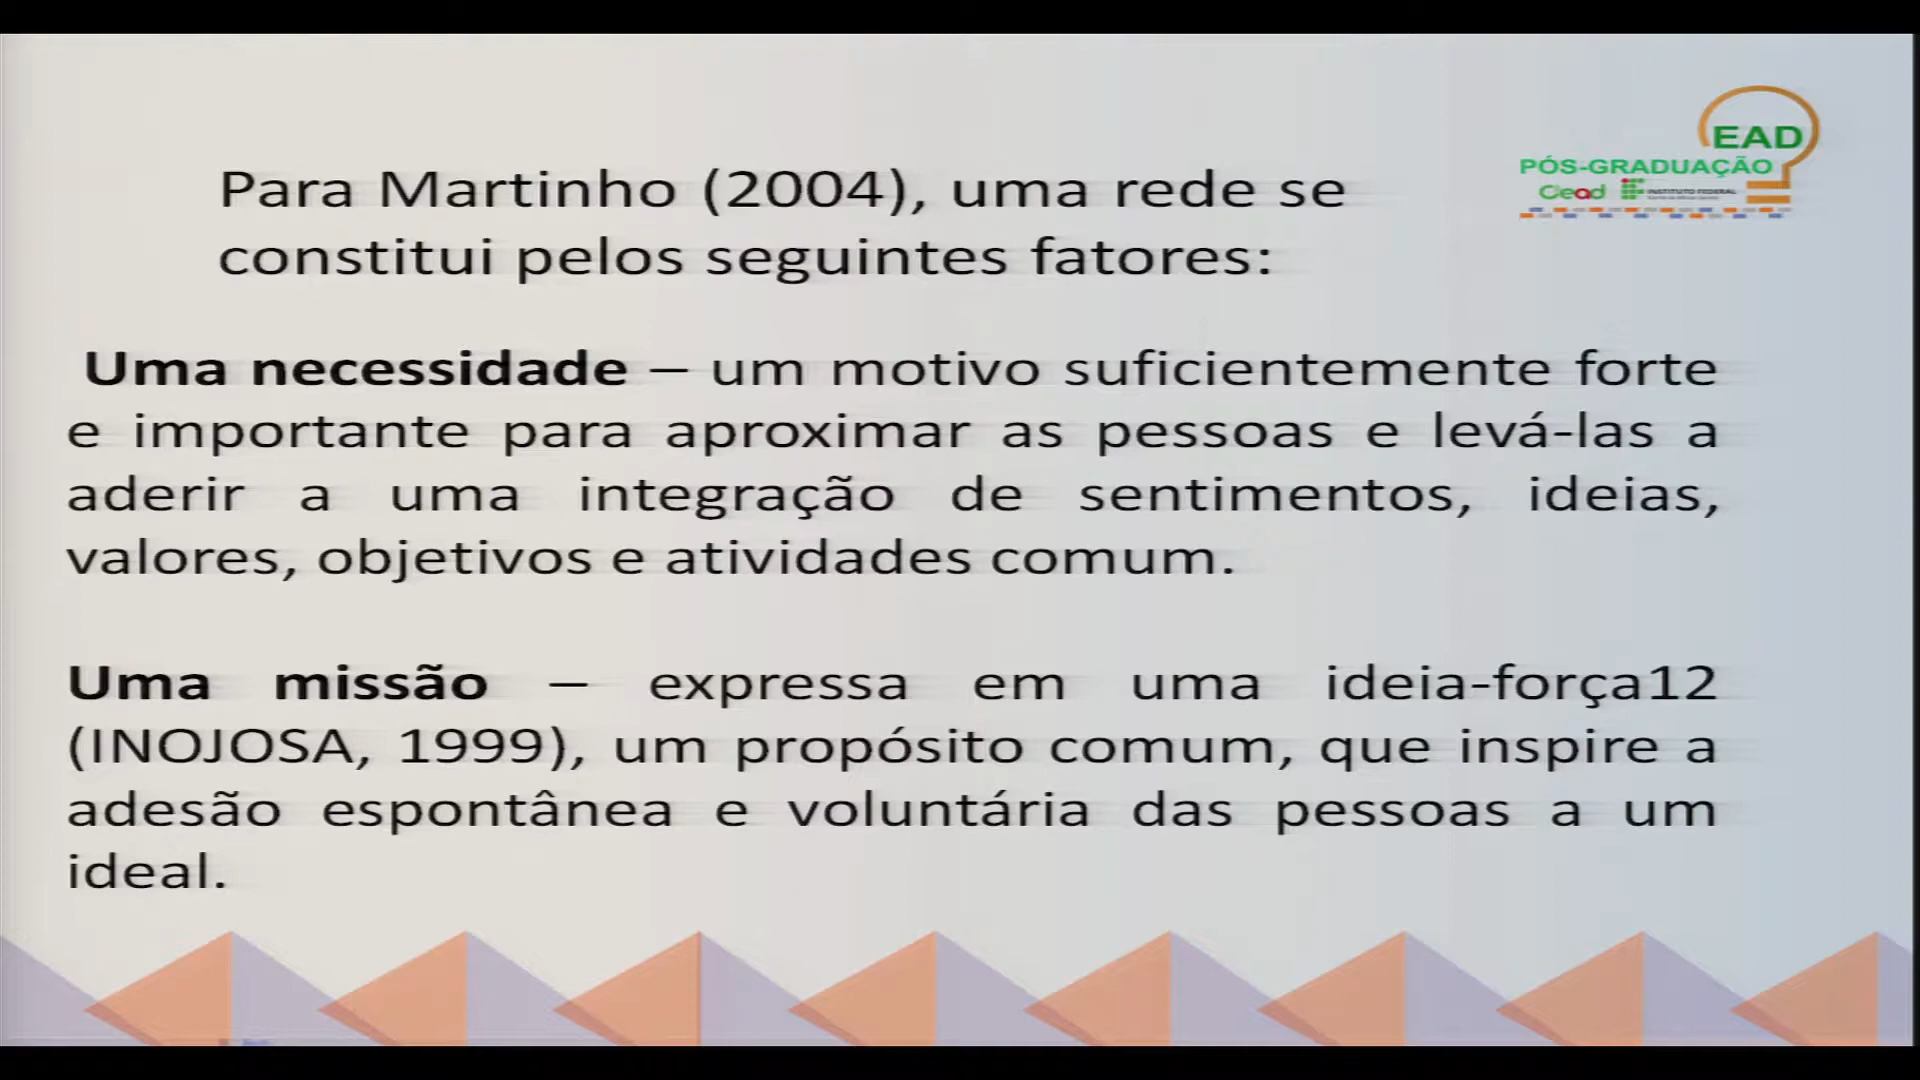 Para Martinho (2004), uma rede se
constitui pelos seguintes fatores:
EAD
PÓS-GRADUAÇÃO
Cead INSTITUTO FEDERAL
Uma necessidade – um motivo suficientemente forte
e importante para aproximar as pessoas e levá-las a
aderir a uma integração de sentimentos, ideias,
valores, objetivos e atividades comum.
Uma missão – expressa em uma ideia-força12
(INOJOSA, 1999), um propósito comum, que inspire a
adesão espontânea e voluntária das pessoas a um
ideal.